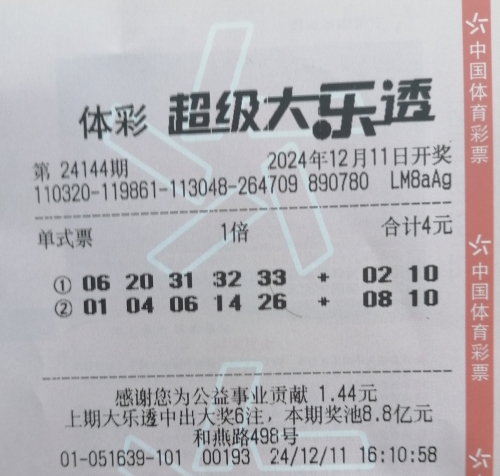 体彩 超级大乐透
第 24144期 2024年12月11日开奖
110320-119861-113048-264709 890780 LM8aAg
单式票 1倍 合计4元
① 06 20 31 32 33 * 02 10
② 01 04 06 14 26 * 08 10
感谢您为公益事业贡献 1.44元
上期大乐透中出大奖6注，本期奖池8.8亿元
和燕路498号
01-051639-101 00193 24/12/11 16:10:58
中国体育彩票
中国体育彩票